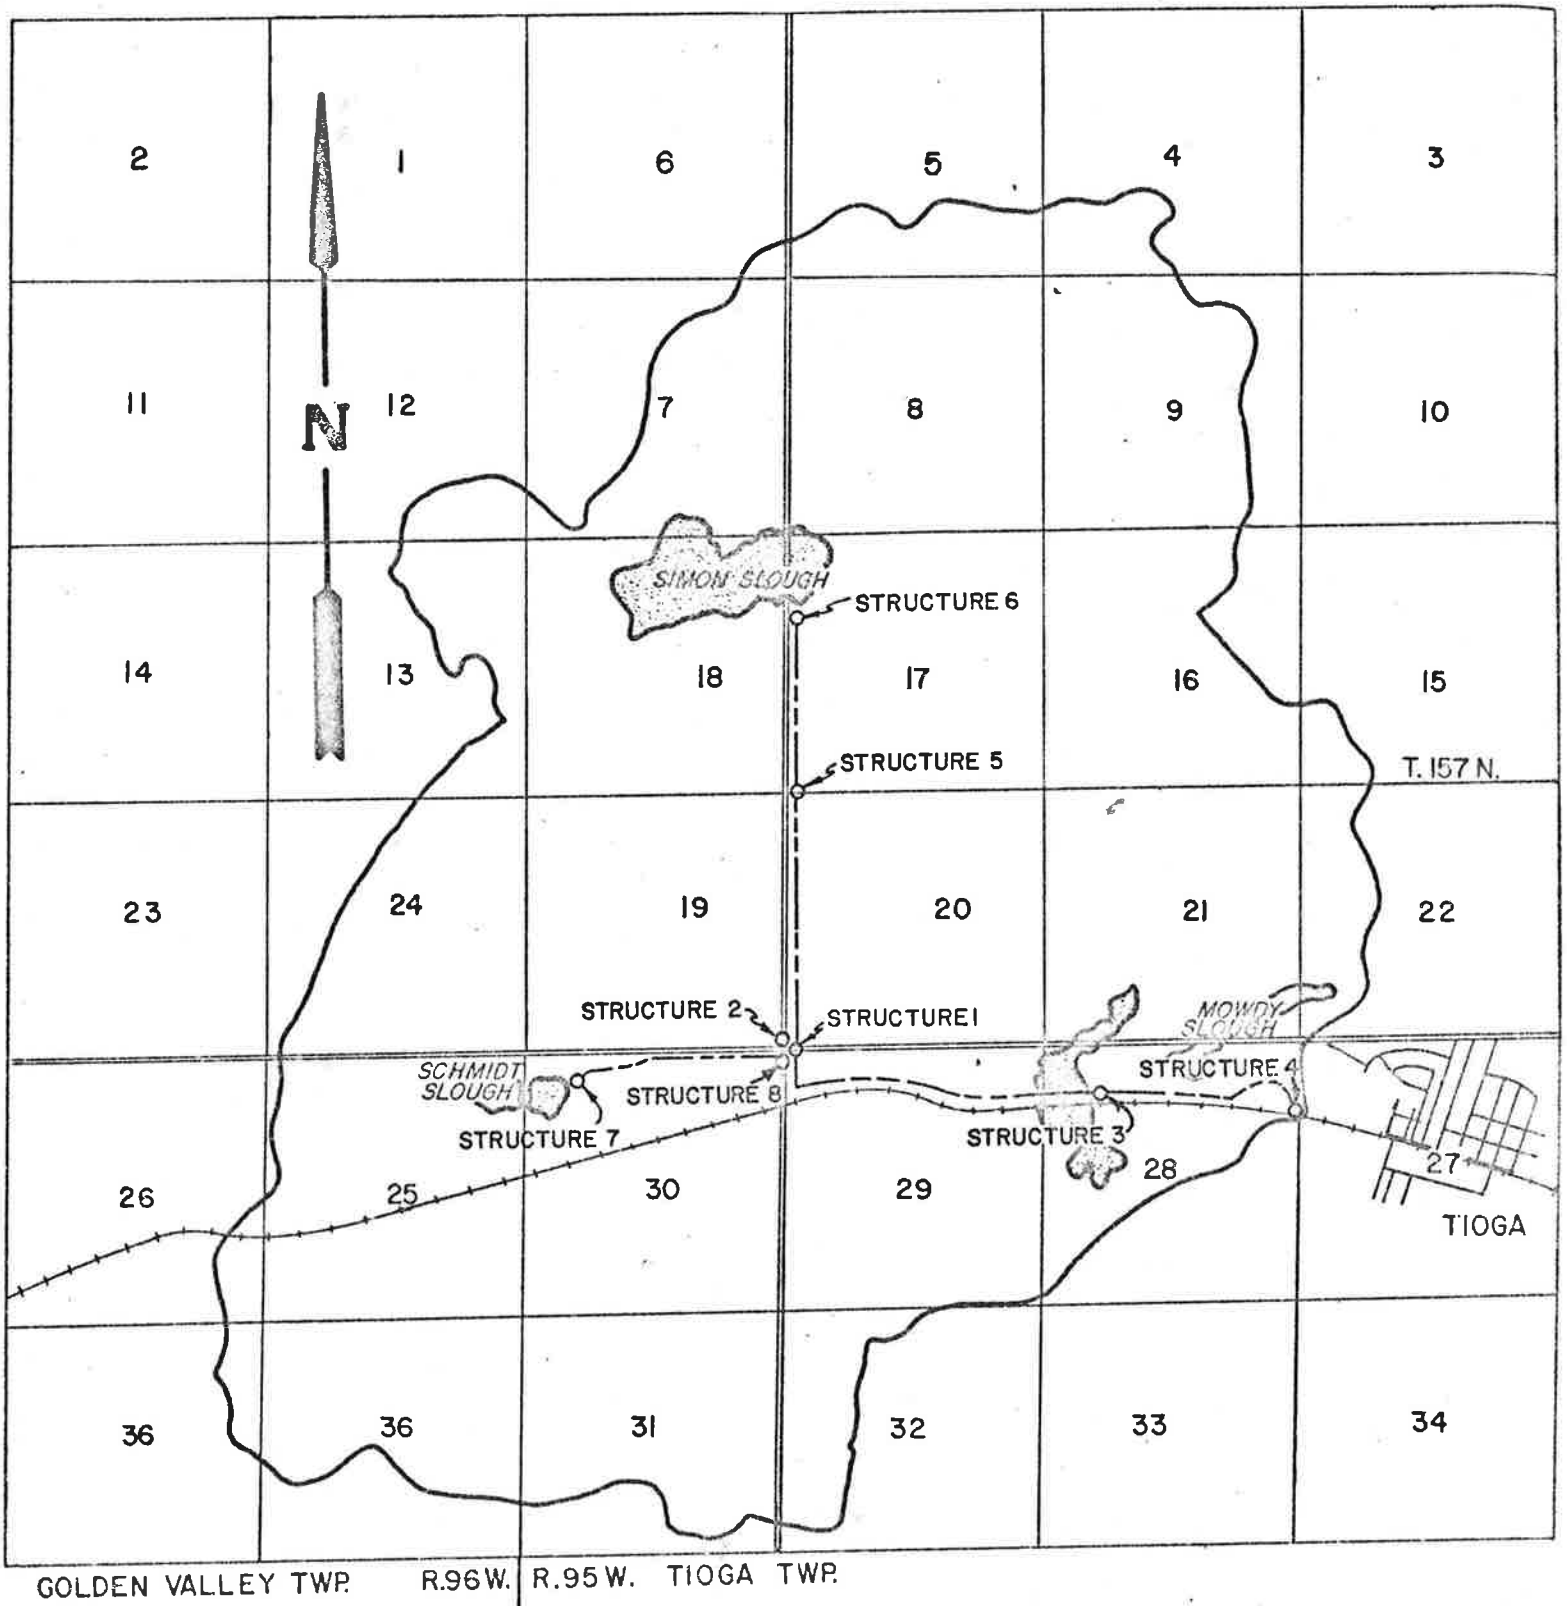 2 1 6 5 4 3
11 12 7 8 9 10
N
SIMON SLOUGH
STRUCTURE 6
14 13 18 17 16 15
STRUCTURE 5
T. 157 N.
23 24 19 20 21 22
STRUCTURE 2
STRUCTURE 1
MOWDY
SLOUGH
SCHMIDT
SLOUGH
STRUCTURE 4
STRUCTURE 8
STRUCTURE 7
STRUCTURE 3
26 25 30 29 28 27
TIOGA
36 36 31 32 33 34
GOLDEN VALLEY TWP. R.96W. R.95W. TIOGA TWP.